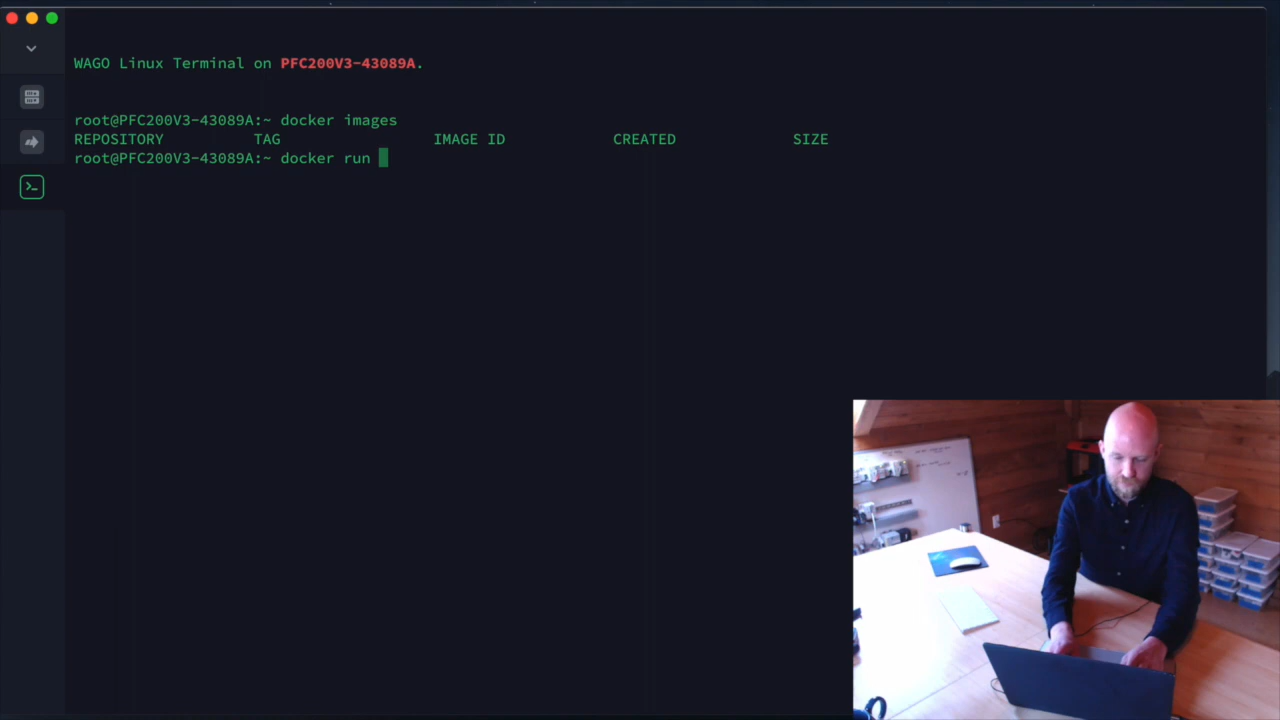 WAGO Linux Terminal on PFC200V3-43089A.
root@PFC200V3-43089A:~ docker images
REPOSITORY TAG IMAGE ID CREATED SIZE
root@PFC200V3-43089A:~ docker run